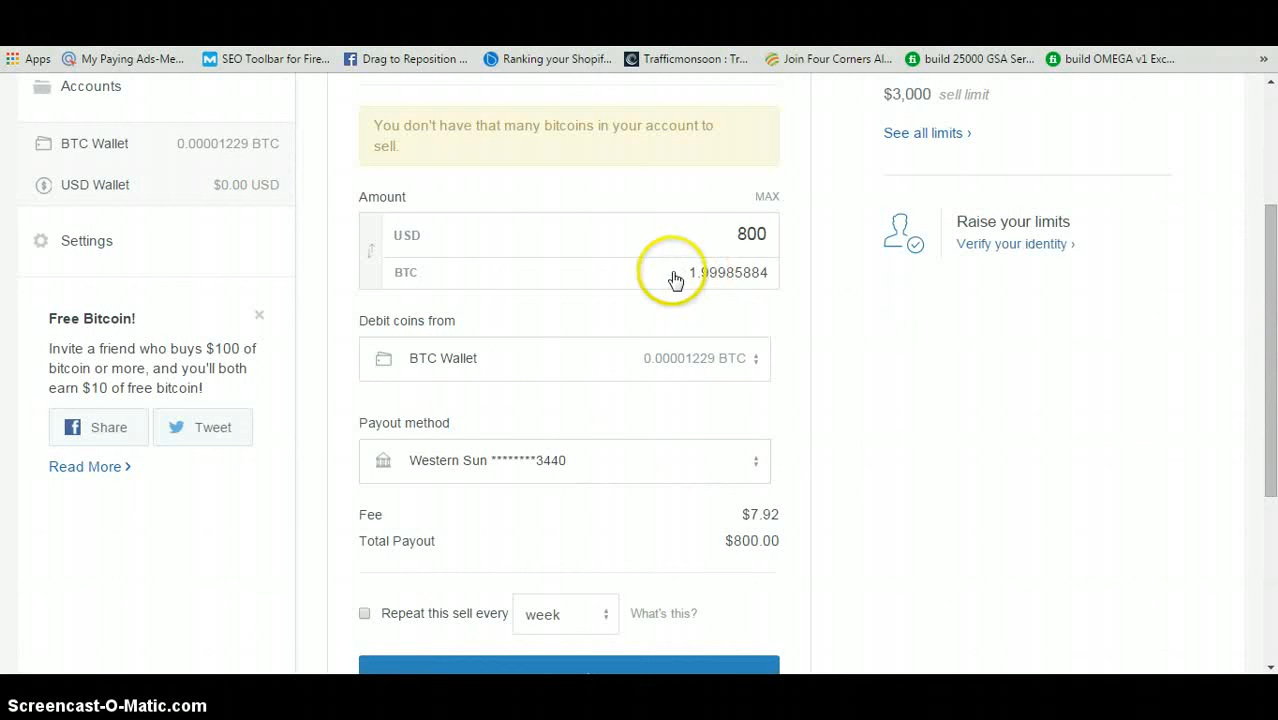 Apps My Paying Ads-Me... SEO Toolbar for Fire... Drag to Reposition ... Ranking your Shopif... Trafficmonsoon : Tr... Join Four Corners Al... build 25000 GSA Ser... build OMEGA v1 Exc... »
Accounts
BTC Wallet 0.00001229 BTC
USD Wallet $0.00 USD
Settings
Free Bitcoin! ×
Invite a friend who buys $100 of
bitcoin or more, and you'll both
earn $10 of free bitcoin!
Share Tweet
Read More ›
You don't have that many bitcoins in your account to
sell.
Amount MAX
USD 800
BTC 1.99985884
Debit coins from
BTC Wallet 0.00001229 BTC
Payout method
Western Sun ********3440
Fee $7.92
Total Payout $800.00
Repeat this sell every week What's this?
$3,000 sell limit
See all limits ›
Raise your limits
Verify your identity ›
Screencast-O-Matic.com